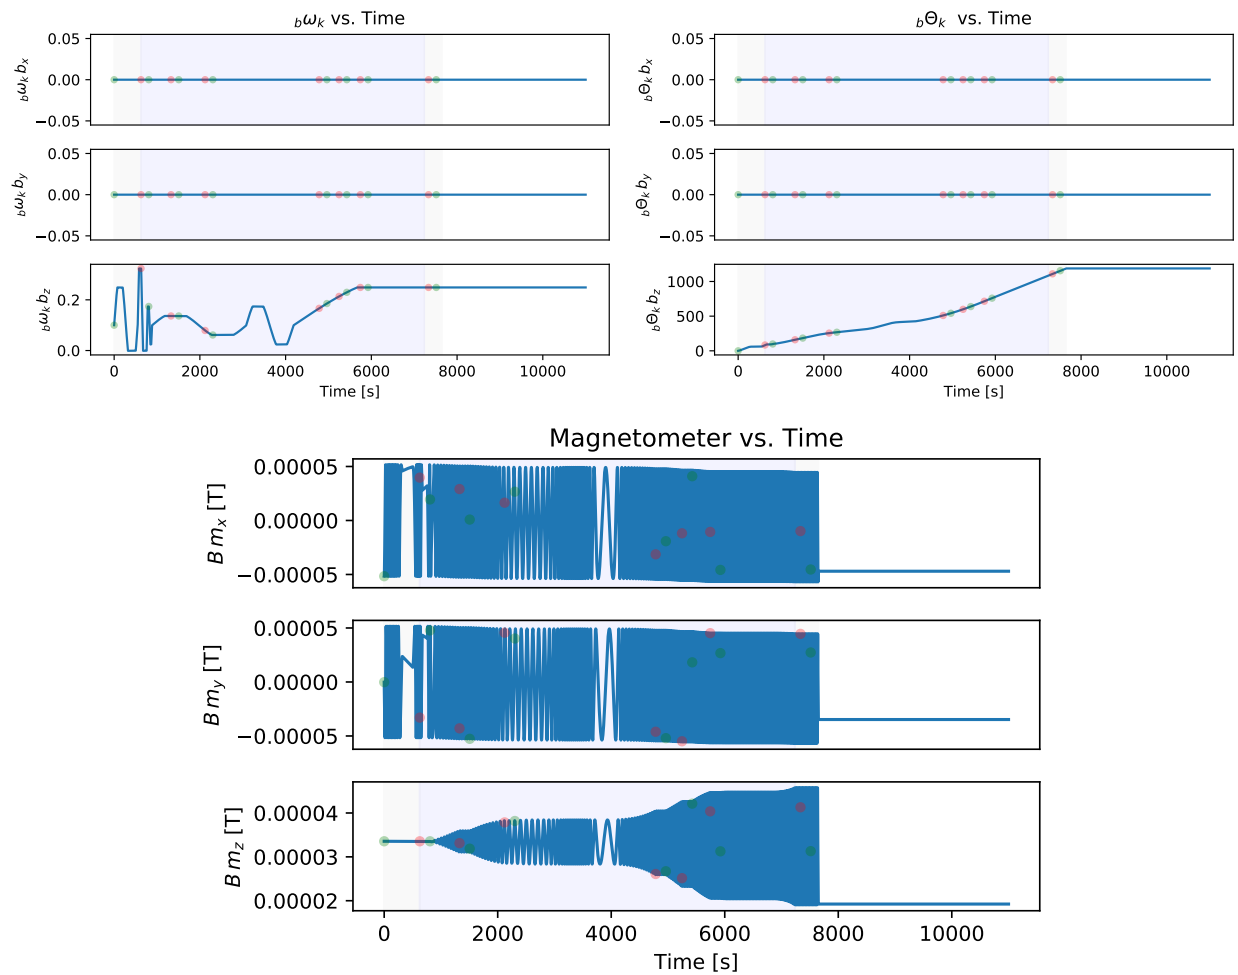 bωk vs. Time
0.05
0.00
−0.05
bωk bx
0.05
0.00
−0.05
bωk by
0.2
0.0
bωk bz
0 2000 4000 6000 8000 10000
Time [s]
bΘk vs. Time
0.05
0.00
−0.05
bΘk bx
0.05
0.00
−0.05
bΘk by
1000
500
0
bΘk bz
0 2000 4000 6000 8000 10000
Time [s]
Magnetometer vs. Time
0.00005
0.00000
−0.00005
B mx [T]
0.00005
0.00000
−0.00005
B my [T]
0.00004
0.00003
0.00002
B mz [T]
0 2000 4000 6000 8000 10000
Time [s]